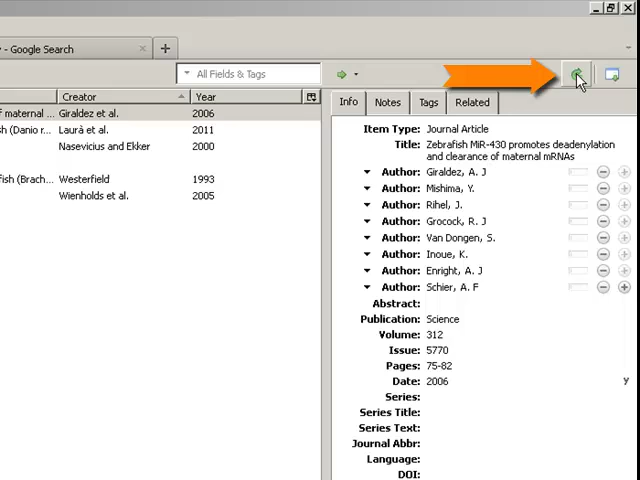 - Google Search
All Fields & Tags
Creator
Year
of maternal ...
Giraldez et al.
2006
sh (Danio r...
Laurà et al.
2011
Nasevicius and Ekker
2000
fish (Brach...
Westerfield
1993
Wienholds et al.
2005
Info
Notes
Tags
Related
Item Type: Journal Article
Title: Zebrafish MiR-430 promotes deadenylation
and clearance of maternal mRNAs
Author: Giraldez, A. J
Author: Mishima, Y.
Author: Rihel, J.
Author: Grocock, R. J
Author: Van Dongen, S.
Author: Inoue, K.
Author: Enright, A. J
Author: Schier, A. F
Abstract:
Publication: Science
Volume: 312
Issue: 5770
Pages: 75-82
Date: 2006
y
Series:
Series Title:
Series Text:
Journal Abbr:
Language:
DOI: